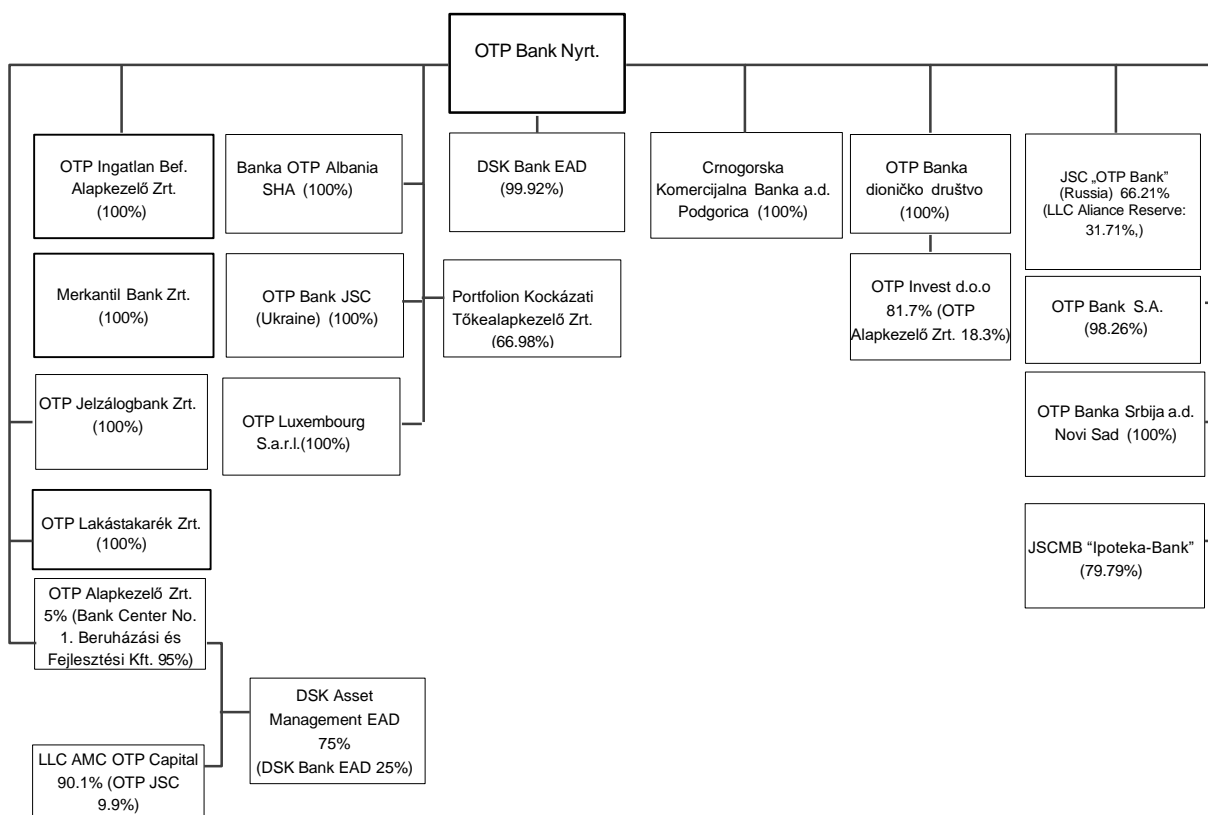 OTP Bank Nyrt.
OTP Ingatlan Bef.
Alapkezelő Zrt.
(100%)
Banka OTP Albania
SHA (100%)
DSK Bank EAD
(99.92%)
Crnogorska
Komercijalna Banka a.d.
Podgorica (100%)
OTP Banka
dioničko društvo
(100%)
JSC „OTP Bank”
(Russia) 66.21%
(LLC Aliance Reserve:
31.71%,)
Merkantil Bank Zrt.
(100%)
OTP Bank JSC
(Ukraine) (100%)
Portfolion Kockázati
Tőkealapkezelő Zrt.
(66.98%)
OTP Invest d.o.o
81.7% (OTP
Alapkezelő Zrt. 18.3%)
OTP Bank S.A.
(98.26%)
OTP Jelzálogbank Zrt.
(100%)
OTP Luxembourg
S.a.r.l.(100%)
OTP Banka Srbija a.d.
Novi Sad (100%)
OTP Lakástakarék Zrt.
(100%)
JSCMB “Ipoteka-Bank”
(79.79%)
OTP Alapkezelő Zrt.
5% (Bank Center No.
1. Beruházási és
Fejlesztési Kft. 95%)
DSK Asset
Management EAD
75%
(DSK Bank EAD 25%)
LLC AMC OTP Capital
90.1% (OTP JSC
9.9%)